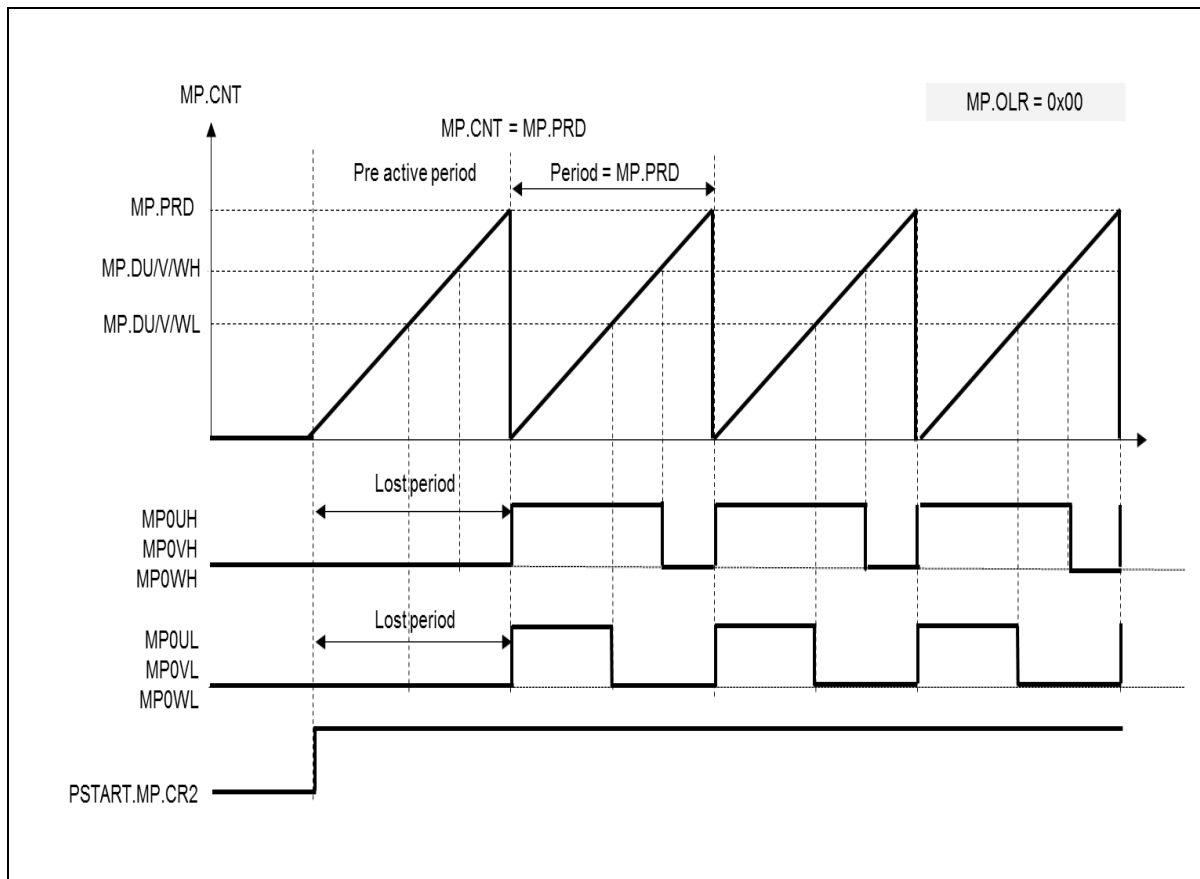 MP.CNT
MP.OLR = 0x00
MP.CNT = MP.PRD
Pre active period
Period = MP.PRD
MP.PRD
MP.DU/V/WH
MP.DU/V/WL
Lost period
MP0UH
MP0VH
MP0WH
Lost period
MP0UL
MP0VL
MP0WL
PSTART.MP.CR2